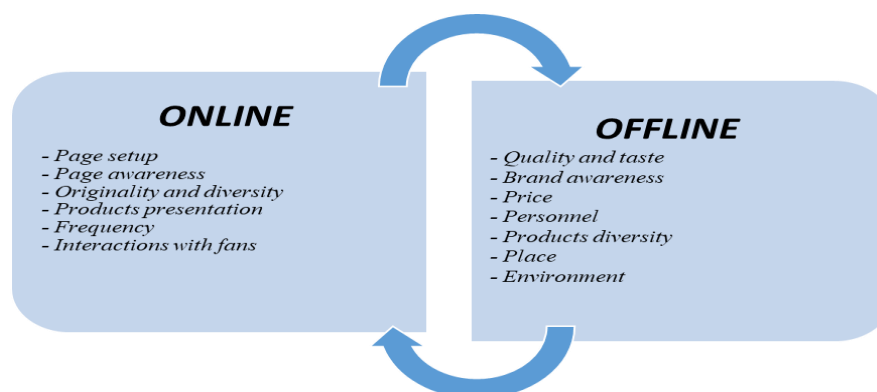 ONLINE
- Page setup
- Page awareness
- Originality and diversity
- Products presentation
- Frequency
- Interactions with fans
OFFLINE
- Quality and taste
- Brand awareness
- Price
- Personnel
- Products diversity
- Place
- Environment